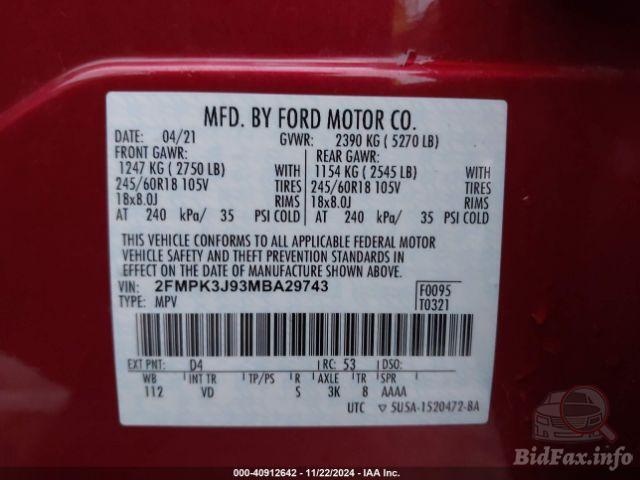 MFD. BY FORD MOTOR CO.
DATE: 04/21 GVWR: 2390 KG ( 5270 LB)
FRONT GAWR: REAR GAWR:
1247 KG ( 2750 LB) WITH 1154 KG ( 2545 LB) WITH
245/60R18 105V TIRES 245/60R18 105V TIRES
18x8.0J RIMS 18x8.0J RIMS
AT 240 kPa/ 35 PSI COLD AT 240 kPa/ 35 PSI COLD
THIS VEHICLE CONFORMS TO ALL APPLICABLE FEDERAL MOTOR
VEHICLE SAFETY AND THEFT PREVENTION STANDARDS IN
EFFECT ON THE DATE OF MANUFACTURE SHOWN ABOVE.
VIN: 2FMPK3J93MBA29743 F0095
TYPE: MPV T0321
EXT PNT: D4 RC: 53 DSO:
WB INT TR TP/PS R AXLE TR SPR
112 VD S 3K 8 AAAA
UTC ▽ 5USA-1520472-BA
BidFax.info
000-40912642 - 11/22/2024 - IAA Inc.